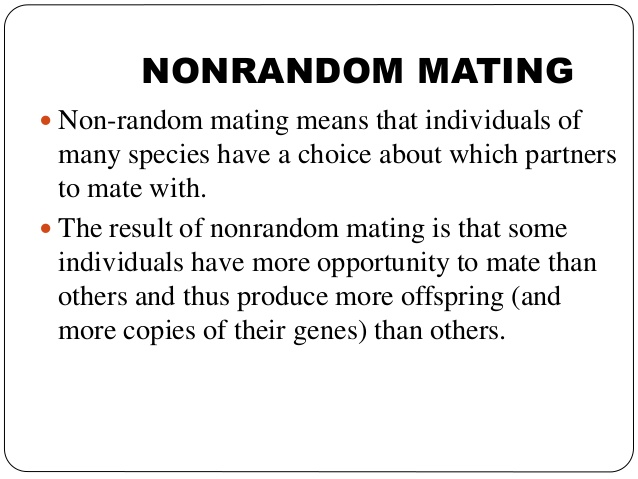 NONRANDOM MATING
• Non-random mating means that individuals of
many species have a choice about which partners
to mate with.
• The result of nonrandom mating is that some
individuals have more opportunity to mate than
others and thus produce more offspring (and
more copies of their genes) than others.